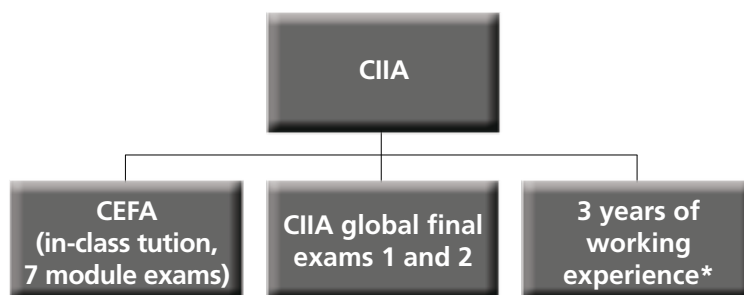 CIIA
CEFA
(in-class tution,
7 module exams)
CIIA global final
exams 1 and 2
3 years of
working
experience*